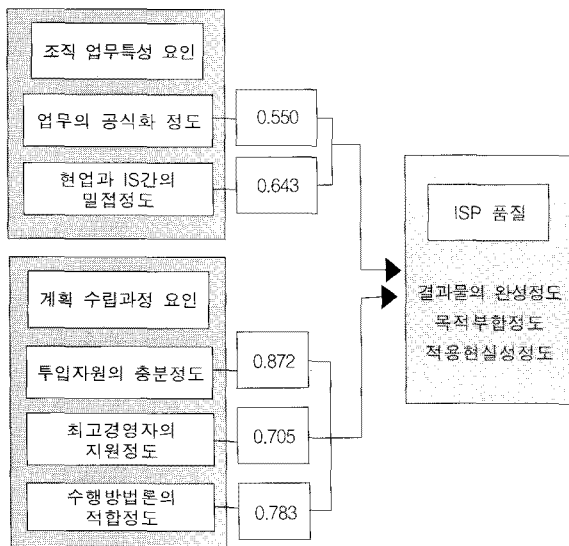 조직 업무특성 요인
업무의 공식화 정도
0.550
현업과 IS간의
밀접정도
0.643
계획 수립과정 요인
투입자원의 충분정도
0.872
최고경영자의
지원정도
0.705
수행방법론의
적합정도
0.783
ISP 품질
결과물의 완성정도
목적부합정도
적용현실성정도